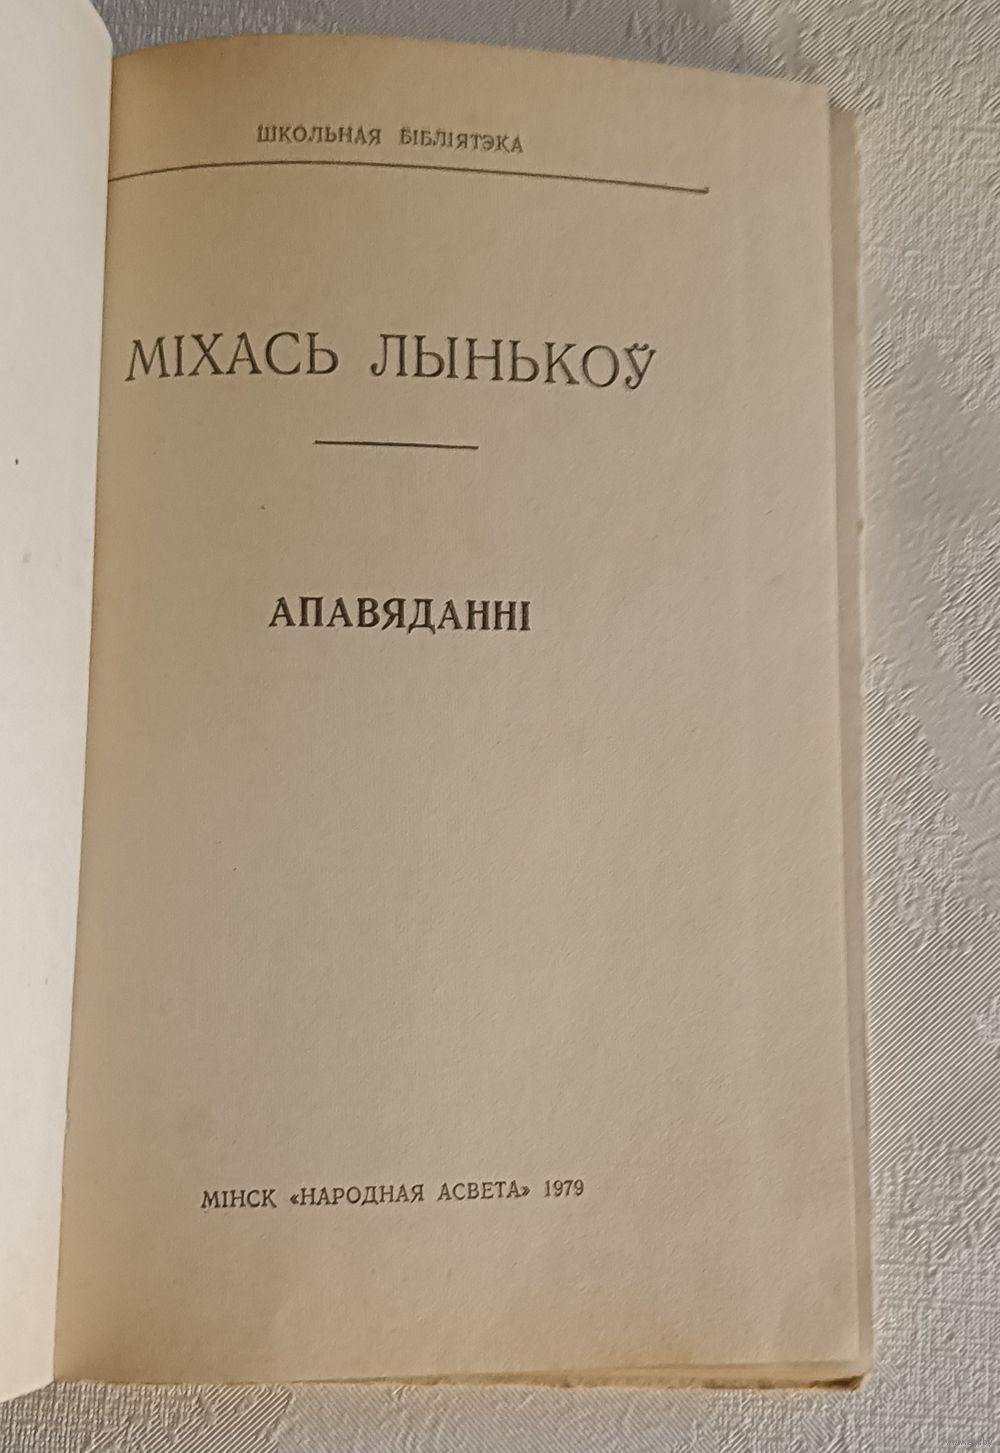 ШКОЛЬНАЯ БІБЛІЯТЭКА
МІХАСЬ ЛЫНЬКОЎ
АПАВЯДАННІ
МІНСК «НАРОДНАЯ АСВЕТА» 1979